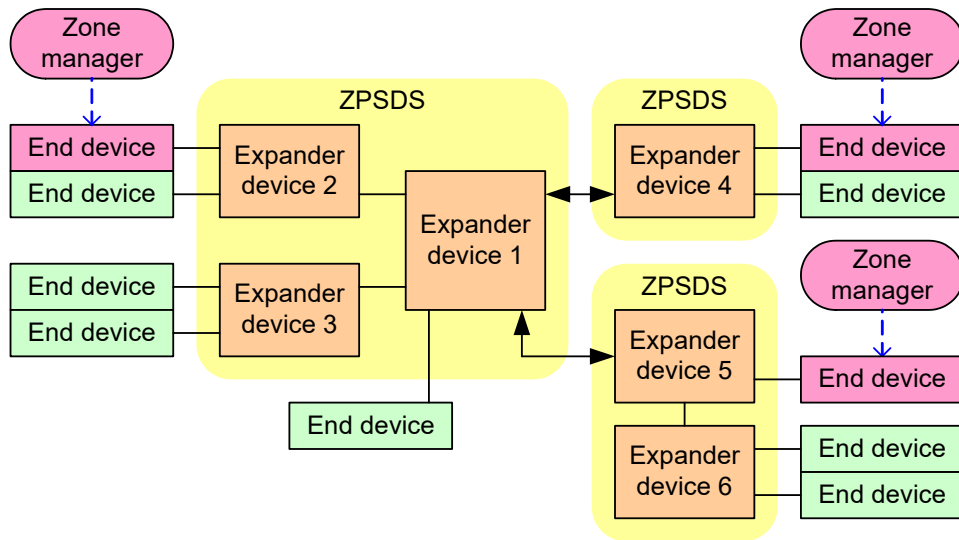 Zone
manager
Zone
manager
ZPSDS
ZPSDS
End device
End device
Expander
device 2
Expander
device 1
Expander
device 4
End device
End device
End device
End device
Expander
device 3
ZPSDS
Zone
manager
Expander
device 5
End device
End device
Expander
device 6
End device
End device